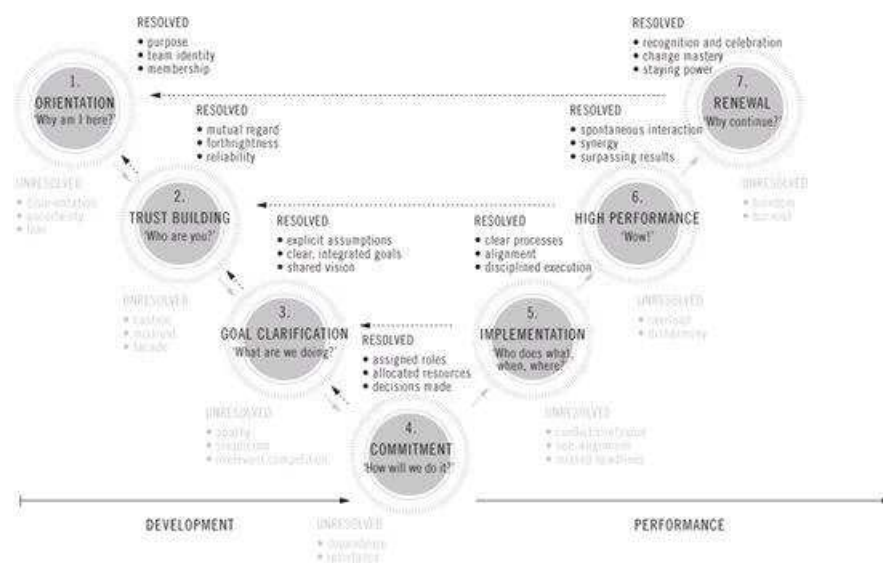 RESOLVED
• purpose
• team identity
• membership
1.
ORIENTATION
'Why am I here?'
UNRESOLVED
• uncertainty
• fear
RESOLVED
• mutual regard
• forthrightness
• reliability
2.
TRUST BUILDING
'Who are you?'
UNRESOLVED
• caution
• facade
RESOLVED
• explicit assumptions
• clear, integrated goals
• shared vision
3.
GOAL CLARIFICATION
'What are we doing?'
UNRESOLVED
• apathy
• skepticism
• irrelevant competition
RESOLVED
• assigned roles
• allocated resources
• decisions made
4.
COMMITMENT
'How will we do it?'
UNRESOLVED
• dependence
• resistance
RESOLVED
• clear processes
• alignment
• disciplined execution
5.
IMPLEMENTATION
'Who does what,
when, where?'
UNRESOLVED
• conflict/confusion
• non-alignment
• missed deadlines
RESOLVED
• spontaneous interaction
• synergy
• surpassing results
6.
HIGH PERFORMANCE
'Wow!'
UNRESOLVED
• overload
• disharmony
RESOLVED
• recognition and celebration
• change mastery
• staying power
7.
RENEWAL
'Why continue?'
UNRESOLVED
• boredom
• burnout
DEVELOPMENT
PERFORMANCE